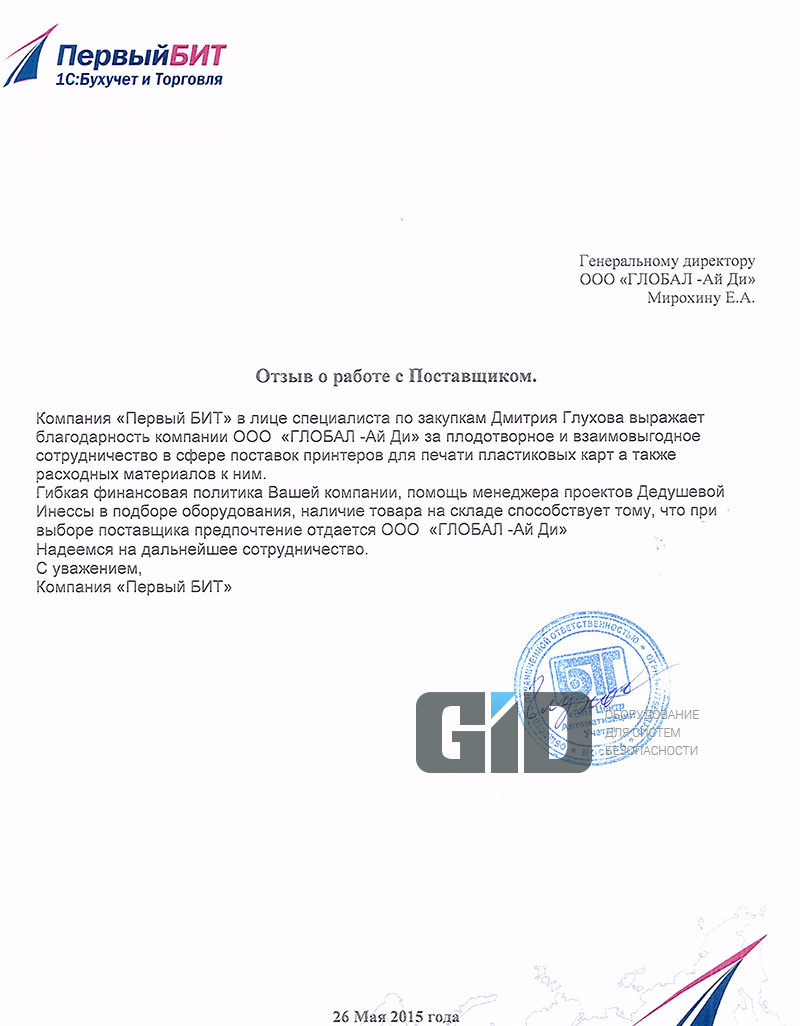 ПервыйБИТ
1С:Бухучет и Торговля
Генеральному директору
ООО «ГЛОБАЛ -Ай Ди»
Мирохину Е.А.
Отзыв о работе с Поставщиком.
Компания «Первый БИТ» в лице специалиста по закупкам Дмитрия Глухова выражает
благодарность компании ООО  «ГЛОБАЛ -Ай Ди» за плодотворное и взаимовыгодное
сотрудничество в сфере поставок принтеров для печати пластиковых карт а также
расходных материалов к ним.
Гибкая финансовая политика Вашей компании, помощь менеджера проектов Дедушевой
Инессы в подборе оборудования, наличие товара на складе способствует тому, что при
выборе поставщика предпочтение отдается ООО  «ГЛОБАЛ -Ай Ди»
Надеемся на дальнейшее сотрудничество.
С уважением,
Компания «Первый БИТ»
ОТВЕТСТВЕННОСТЬЮ
БИТ
Центр
Автоматизации
GID
ОБОРУДОВАНИЕ
ДЛЯ СИСТЕМ
БЕЗОПАСНОСТИ
26 Мая 2015 года